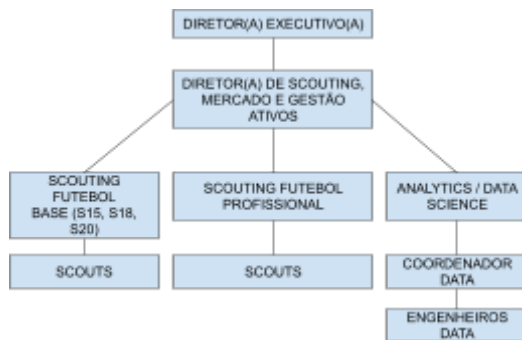 DIRETOR(A) EXECUTIVO(A)
DIRETOR(A) DE SCOUTING,
MERCADO E GESTÃO
ATIVOS
SCOUTING
FUTEBOL
BASE (S15, S18,
S20)
SCOUTING FUTEBOL
PROFISSIONAL
ANALYTICS / DATA
SCIENCE
SCOUTS
SCOUTS
COORDENADOR
DATA
ENGENHEIROS
DATA